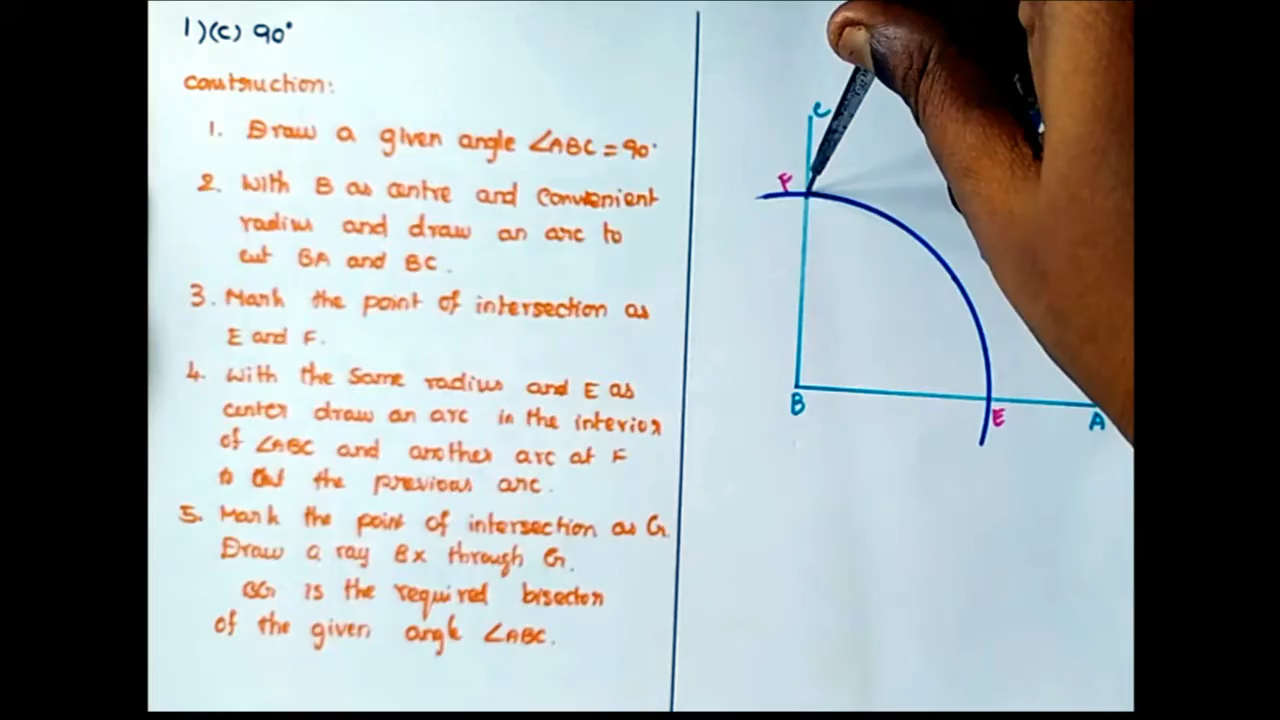 1)(c) 90°
Construction:
1. Draw a given angle ∠ABC = 90°
2. With B as centre and convenient
radius and draw an arc to
cut BA and BC.
3. Mark the point of intersection as
E and F.
4. With the same radius and E as
center draw an arc in the interior
of ∠ABC and another arc at F
to cut the previous arc.
5. Mark the point of intersection as G.
Draw a ray BX through G.
BG is the required bisector
of the given angle ∠ABC.
C
F
B
E
A